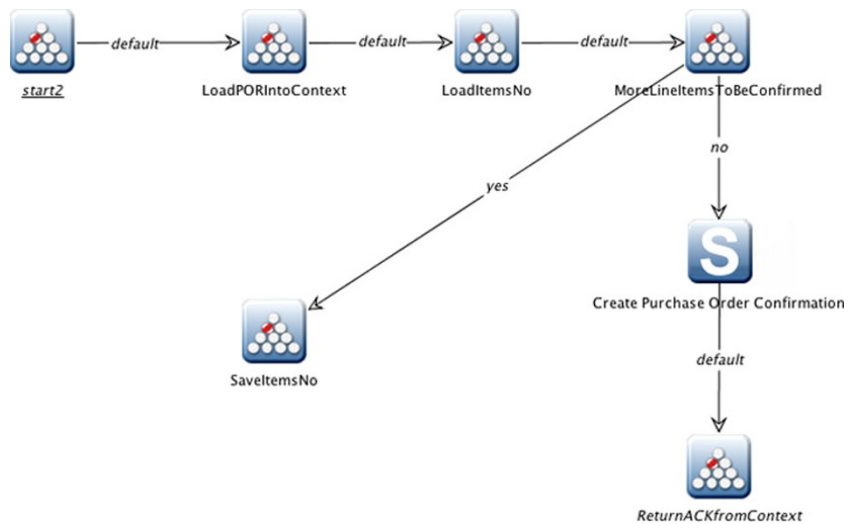 default
default
default
start2
LoadPORIntoContext
LoadItemsNo
MoreLineItemsToBeConfirmed
no
yes
S
Create Purchase Order Confirmation
default
SaveItemsNo
ReturnACKfromContext